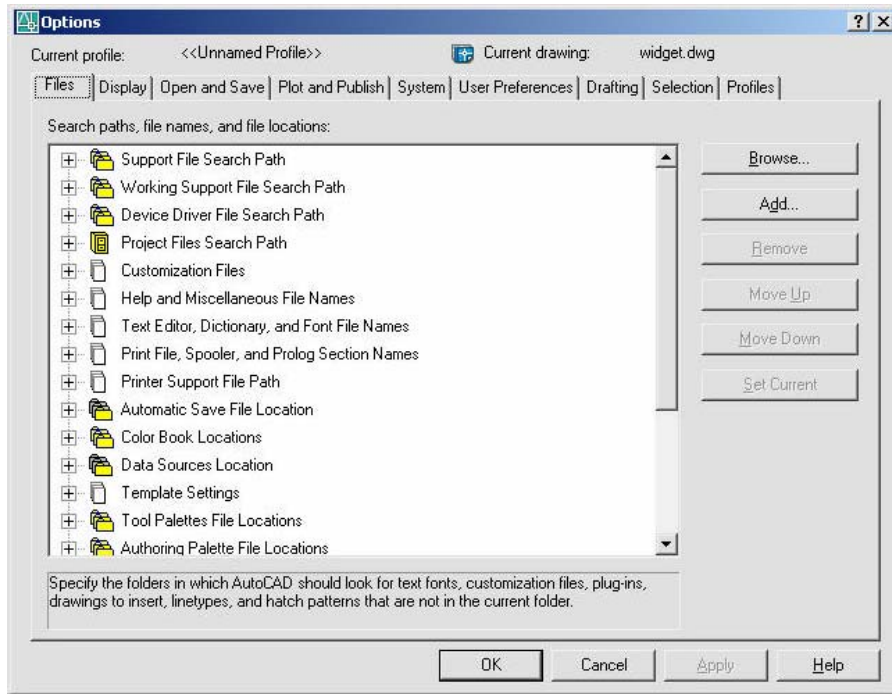 Options
Current profile: <<Unnamed Profile>> Current drawing: widget.dwg
Files Display Open and Save Plot and Publish System User Preferences Drafting Selection Profiles
Search paths, file names, and file locations:
Support File Search Path
Working Support File Search Path
Device Driver File Search Path
Project Files Search Path
Customization Files
Help and Miscellaneous File Names
Text Editor, Dictionary, and Font File Names
Print File, Spooler, and Prolog Section Names
Printer Support File Path
Automatic Save File Location
Color Book Locations
Data Sources Location
Template Settings
Tool Palettes File Locations
Authoring Palette File Locations
Browse...
Add...
Remove
Move Up
Move Down
Set Current
Specify the folders in which AutoCAD should look for text fonts, customization files, plug-ins,
drawings to insert, linetypes, and hatch patterns that are not in the current folder.
OK Cancel Apply Help